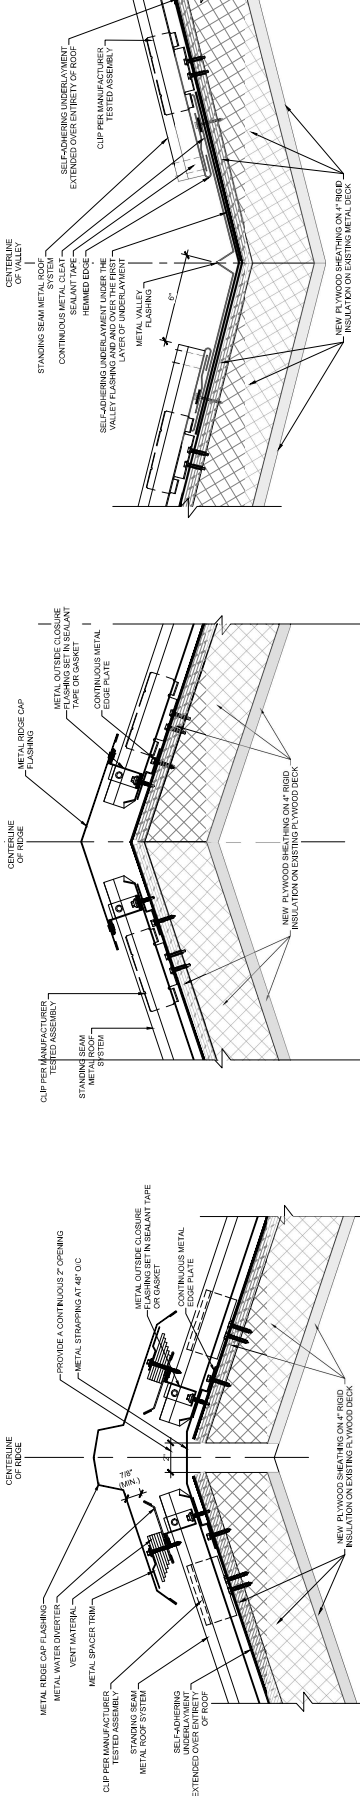 CENTERLINE
OF VALLEY
SELF-ADHERING UNDERLAYMENT
EXTENDED OVER ENTIRETY OF ROOF
CLIP PER MANUFACTURER
TESTED ASSEMBLY
STANDING SEAM METAL ROOF
SYSTEM
CONTINUOUS METAL CLEAT
SEALANT TAPE
HEMMED EDGE
SELF-ADHERING UNDERLAYMENT UNDER THE
VALLEY FLASHING AND AND OVER THE FIRST
LAYER OF UNDERLAYMENT
METAL VALLEY
FLASHING
6"
NEW PLYWOOD SHEATHING ON 4" RIGID
INSULATION ON EXISTING METAL DECK
CENTERLINE
OF RIDGE
METAL RIDGE CAP
FLASHING
METAL OUTSIDE CLOSURE
FLASHING SET IN SEALANT
TAPE OR GASKET
CONTINUOUS METAL
EDGE PLATE
CLIP PER MANUFACTURER
TESTED ASSEMBLY
STANDING SEAM
METAL ROOF
SYSTEM
NEW PLYWOOD SHEATHING ON 4" RIGID
INSULATION ON EXISTING PLYWOOD DECK
CENTERLINE
OF RIDGE
PROVIDE A CONTINUOUS 2" OPENING
METAL STRAPPING AT 48" O/C
METAL OUTSIDE CLOSURE
FLASHING SET IN SEALANT TAPE
OR GASKET
CONTINUOUS METAL
EDGE PLATE
7/8"
(MIN.)
2"
METAL RIDGE CAP FLASHING
METAL WATER DIVERTER
VENT MATERIAL
METAL SPACER TRIM
CLIP PER MANUFACTURER
TESTED ASSEMBLY
STANDING SEAM
METAL ROOF SYSTEM
SELF-ADHERING
UNDERLAYMENT
EXTENDED OVER ENTIRETY
OF ROOF
NEW PLYWOOD SHEATHING ON 4" RIGID
INSULATION ON EXISTING PLYWOOD DECK